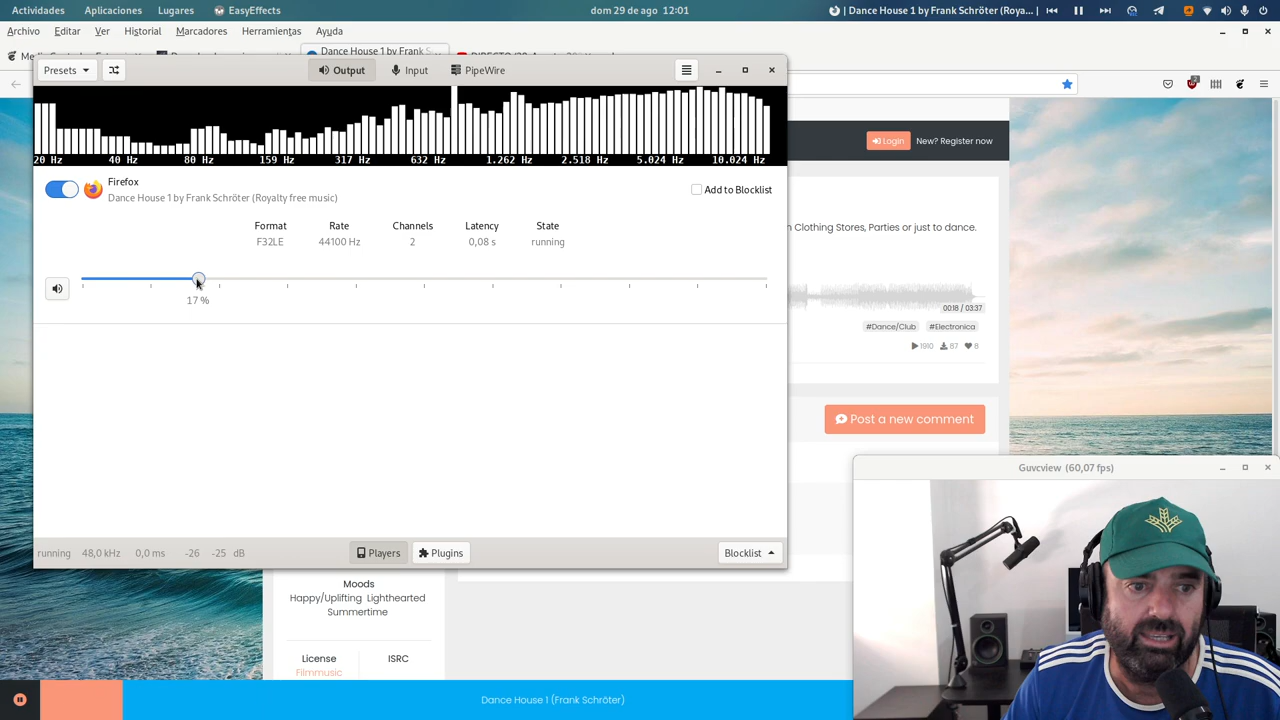 Actividades
Aplicaciones
Lugares
EasyEffects
dom 29 de ago 12:01
| Dance House 1 by Frank Schröter (Royc...
Archivo
Editar
Ver
Historial
Marcadores
Herramientas
Ayuda
Dance House 1 by Frank S
Presets
Output
Input
PipeWire
20 Hz
40 Hz
80 Hz
159 Hz
317 Hz
632 Hz
1.262 Hz
2.518 Hz
5.024 Hz
10.024 Hz
Firefox
Dance House 1 by Frank Schröter (Royalty free music)
Add to Blocklist
Format
Rate
Channels
Latency
State
F32LE
44100 Hz
2
0,08 s
running
17 %
running
48,0 kHz
0,0 ms
-26
-25
dB
Players
Plugins
Blocklist
Login
New? Register now
Clothing Stores, Parties or just to dance.
00:18 / 03:37
#Dance/Club
#Electronica
1910
87
8
Post a new comment
Guvcview (60,07 fps)
Moods
Happy/Uplifting Lighthearted
Summertime
License
ISRC
Filmmusic
Dance House 1 (Frank Schröter)